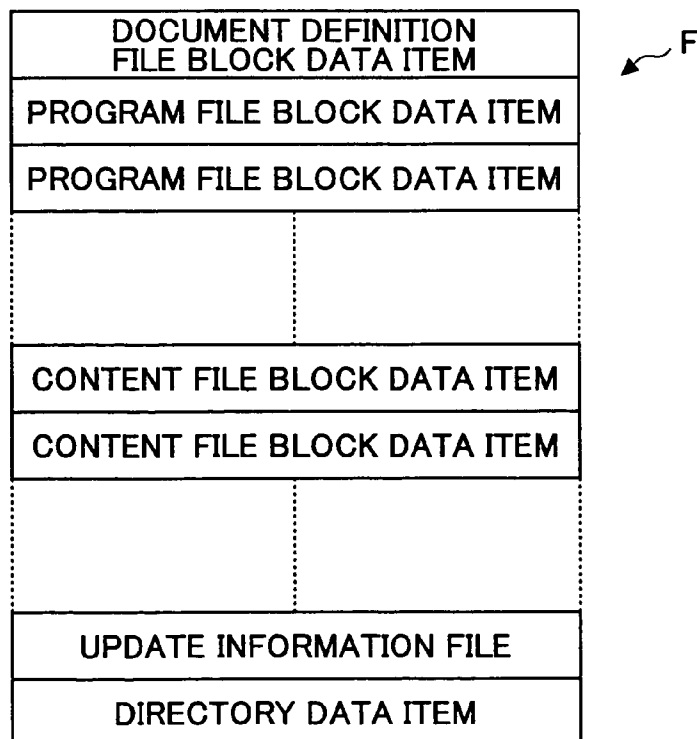 DOCUMENT DEFINITION
FILE BLOCK DATA ITEM
F
PROGRAM FILE BLOCK DATA ITEM
PROGRAM FILE BLOCK DATA ITEM
CONTENT FILE BLOCK DATA ITEM
CONTENT FILE BLOCK DATA ITEM
UPDATE INFORMATION FILE
DIRECTORY DATA ITEM